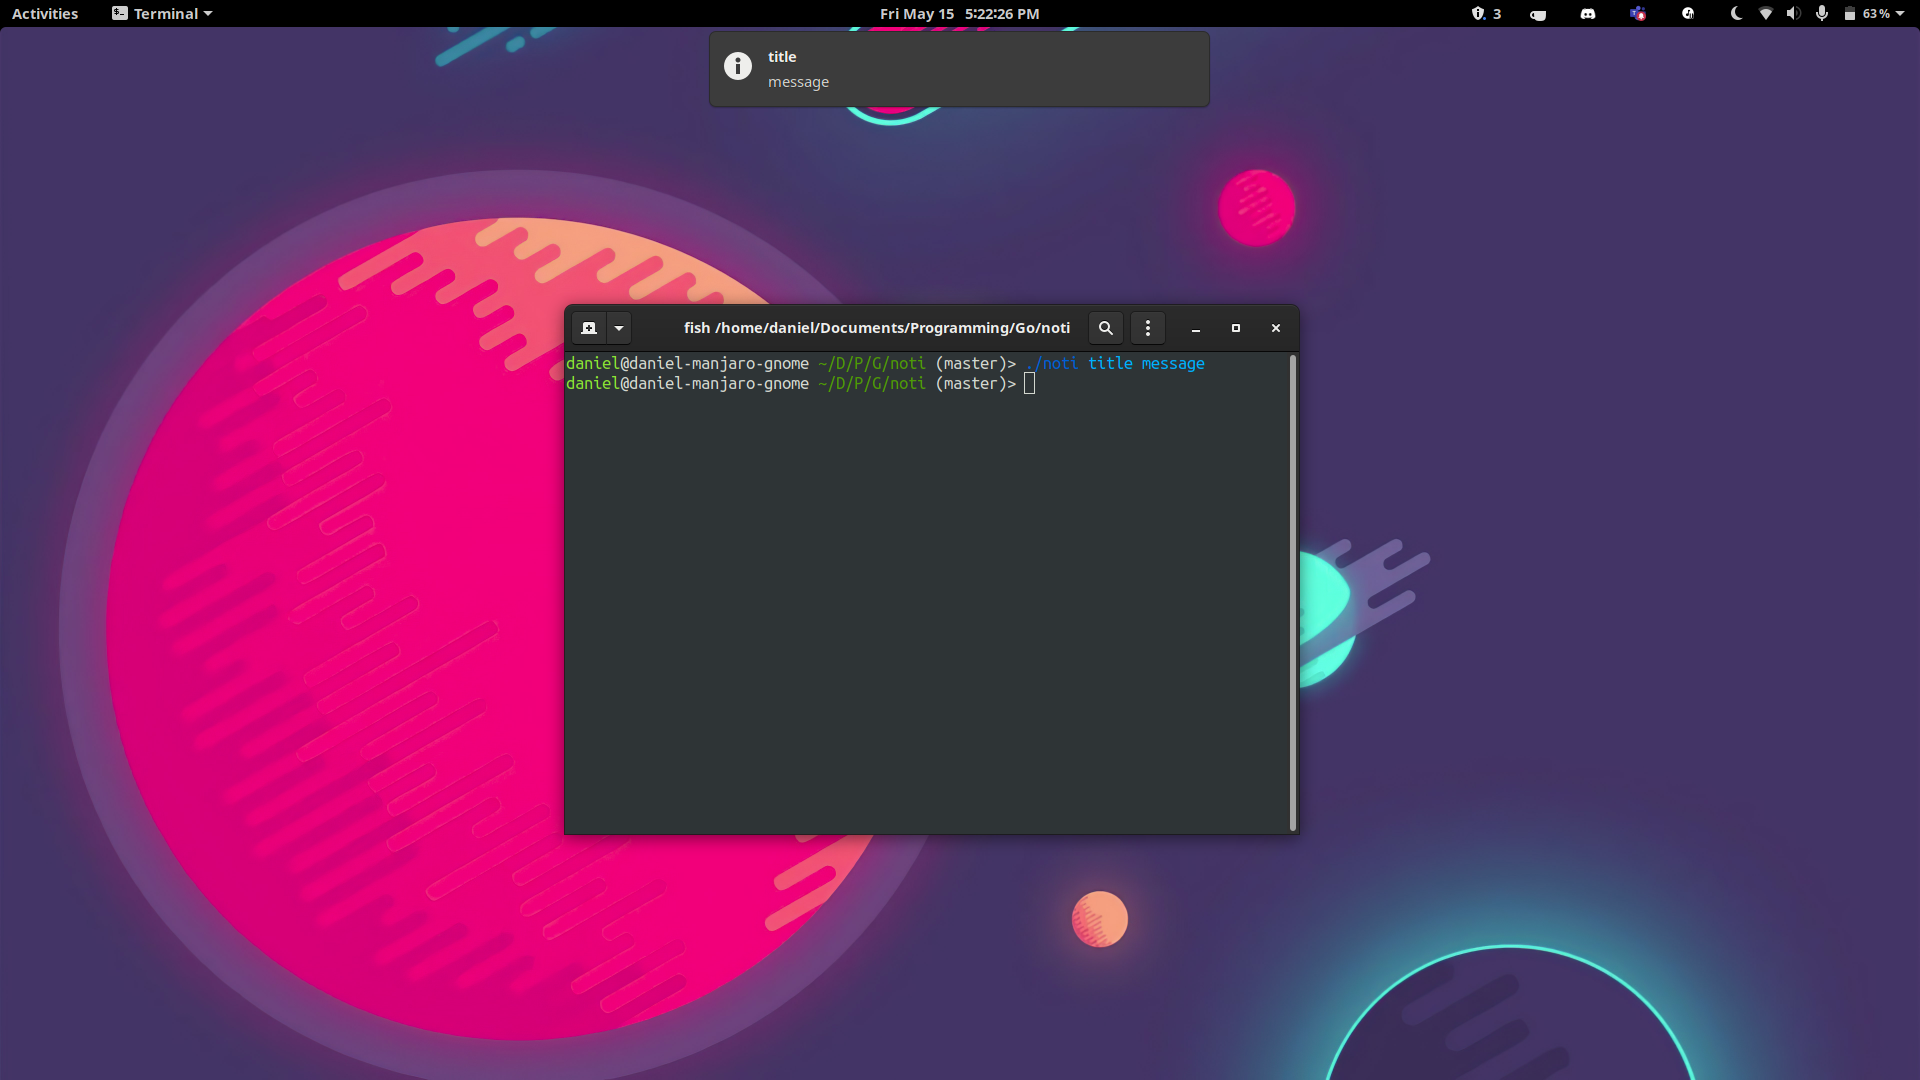 Activities Terminal Fri May 15 5:22:26 PM 3 63%
title
message
fish /home/daniel/Documents/Programming/Go/noti
daniel@daniel-manjaro-gnome ~/D/P/G/noti (master)> ./noti title message
daniel@daniel-manjaro-gnome ~/D/P/G/noti (master)>